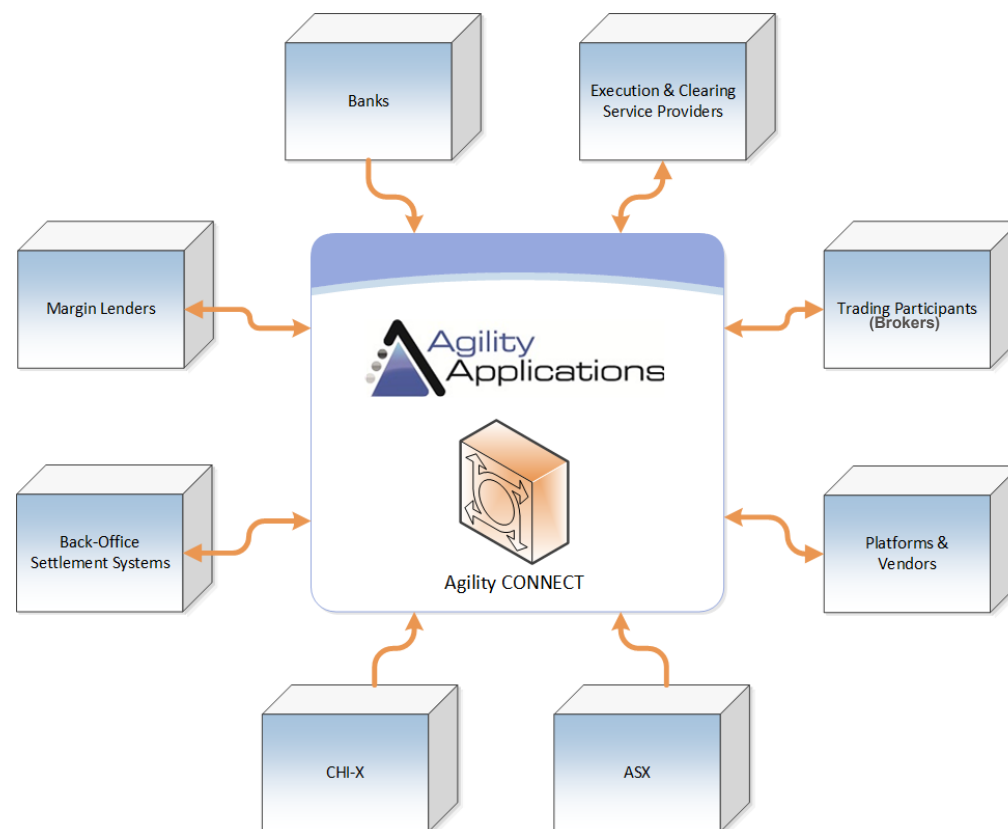 Banks
Execution & Clearing
Service Providers
Margin Lenders
Trading Participants
(Brokers)
Agility
Applications
Back-Office
Settlement Systems
Platforms &
Vendors
Agility CONNECT
CHI-X
ASX